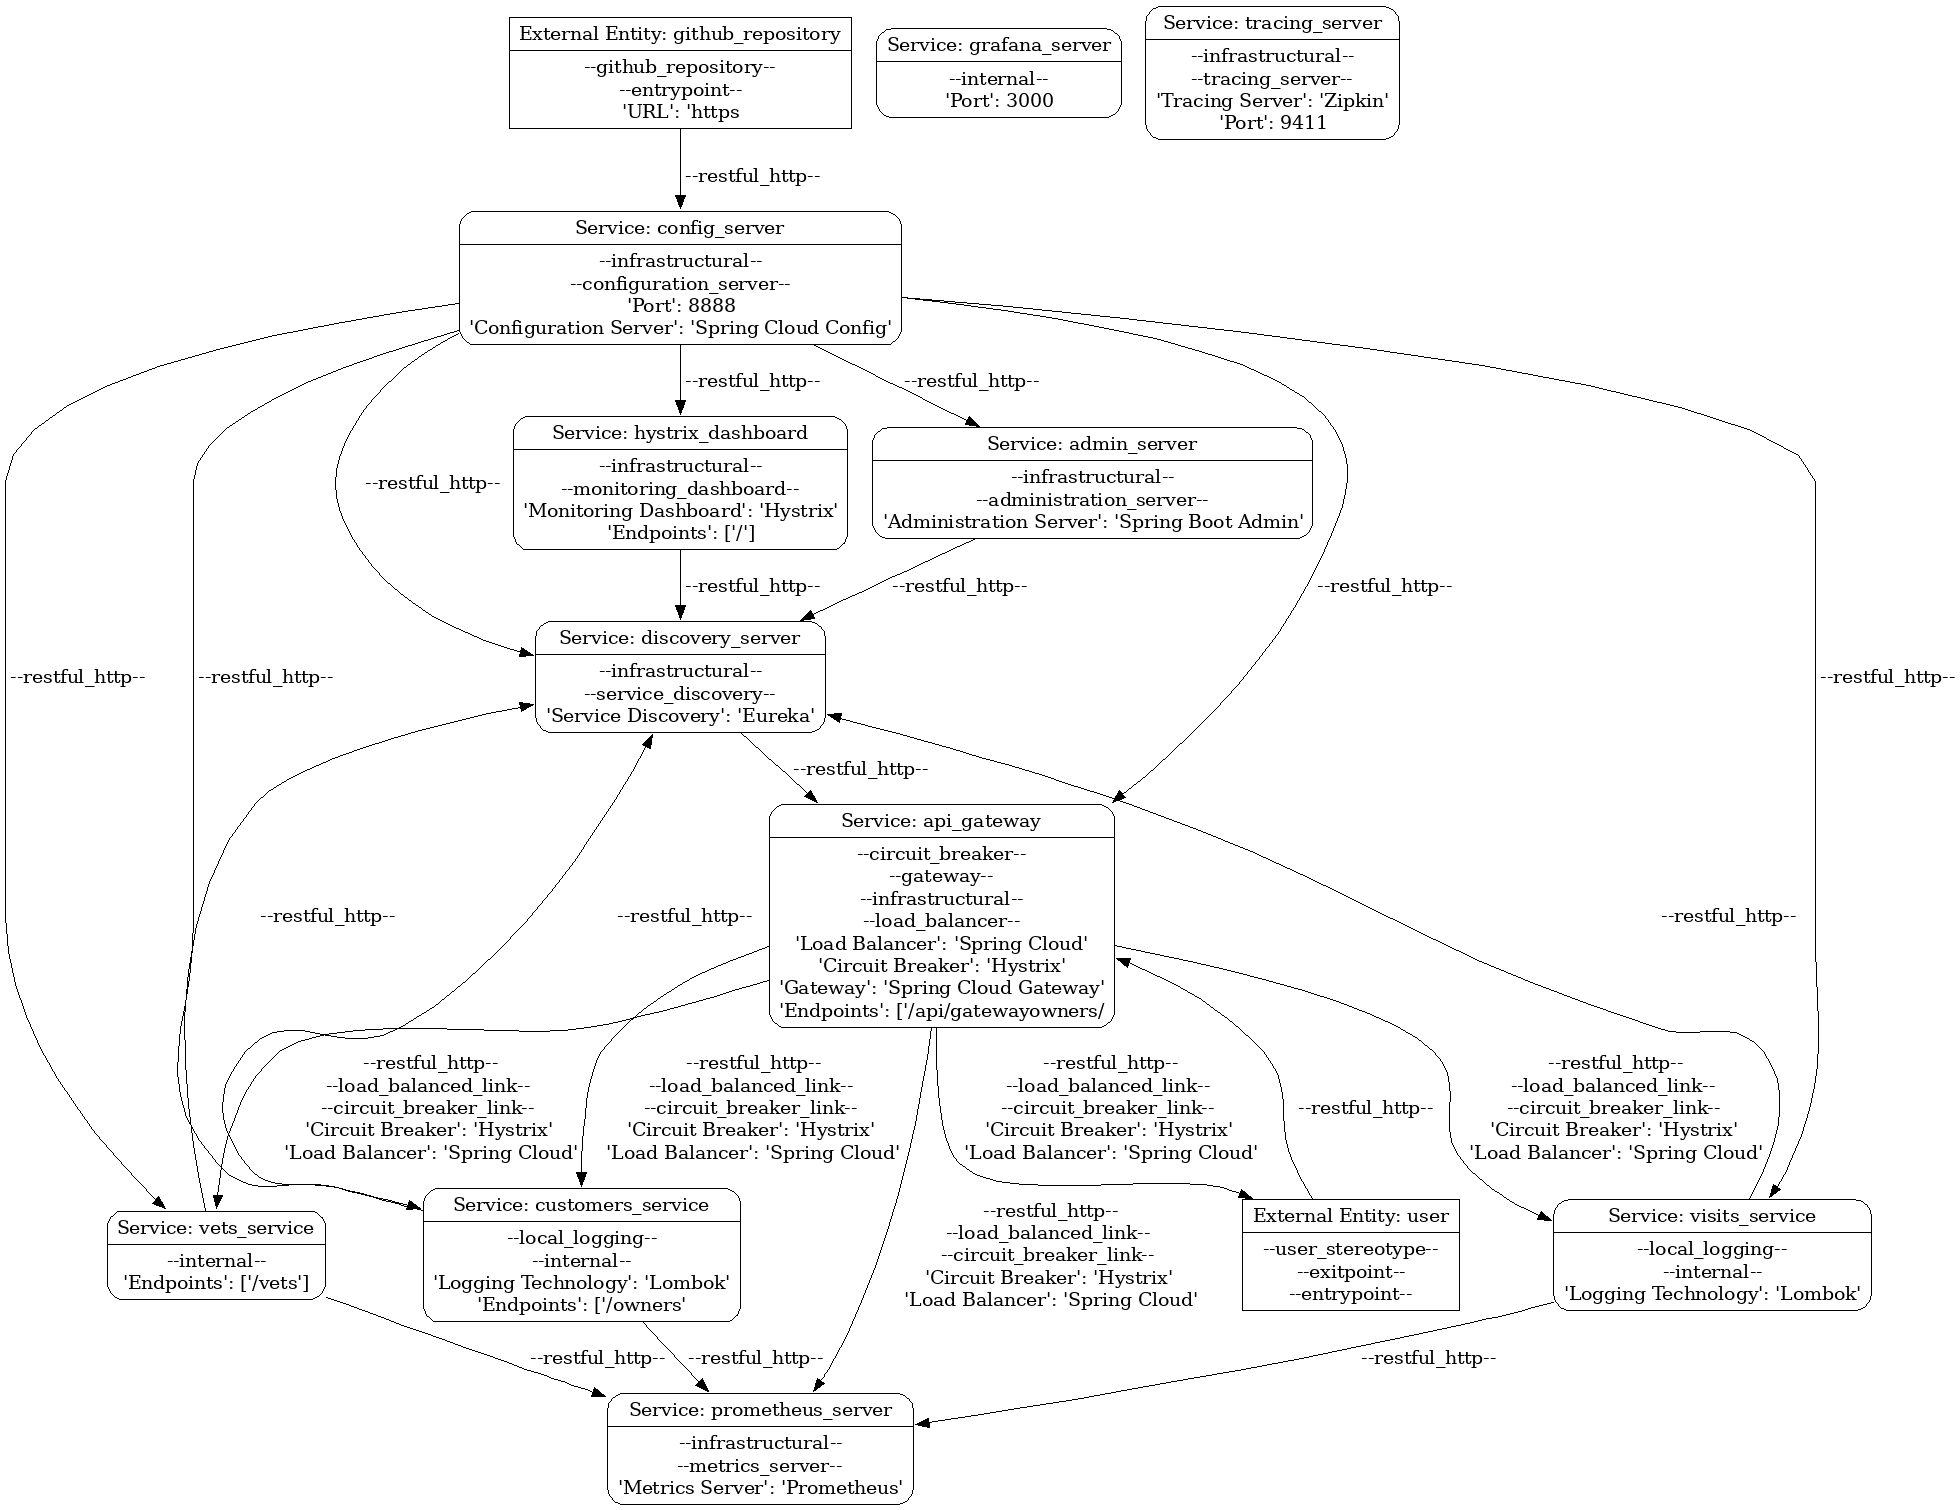 External Entity: github_repository
--github_repository--
--entrypoint--
'URL': 'https
Service: grafana_server
--internal--
'Port': 3000
Service: tracing_server
--infrastructural--
--tracing_server--
'Tracing Server': 'Zipkin'
'Port': 9411
--restful_http--
Service: config_server
--infrastructural--
--configuration_server--
'Port': 8888
'Configuration Server': 'Spring Cloud Config'
--restful_http--
--restful_http--
Service: hystrix_dashboard
--infrastructural--
--monitoring_dashboard--
'Monitoring Dashboard': 'Hystrix'
'Endpoints': ['/']
Service: admin_server
--infrastructural--
--administration_server--
'Administration Server': 'Spring Boot Admin'
--restful_http--
--restful_http--
--restful_http--
--restful_http--
Service: discovery_server
--infrastructural--
--service_discovery--
'Service Discovery': 'Eureka'
--restful_http--
--restful_http--
--restful_http--
--restful_http--
Service: api_gateway
--circuit_breaker--
--gateway--
--infrastructural--
--load_balancer--
'Load Balancer': 'Spring Cloud'
'Circuit Breaker': 'Hystrix'
'Gateway': 'Spring Cloud Gateway'
'Endpoints': ['/api/gatewayowners/
--restful_http--
--restful_http--
--restful_http--
--restful_http--
--load_balanced_link--
--circuit_breaker_link--
'Circuit Breaker': 'Hystrix'
'Load Balancer': 'Spring Cloud'
--restful_http--
--load_balanced_link--
--circuit_breaker_link--
'Circuit Breaker': 'Hystrix'
'Load Balancer': 'Spring Cloud'
--restful_http--
--load_balanced_link--
--circuit_breaker_link--
'Circuit Breaker': 'Hystrix'
'Load Balancer': 'Spring Cloud'
--restful_http--
--restful_http--
--load_balanced_link--
--circuit_breaker_link--
'Circuit Breaker': 'Hystrix'
'Load Balancer': 'Spring Cloud'
Service: vets_service
--internal--
'Endpoints': ['/vets']
Service: customers_service
--local_logging--
--internal--
'Logging Technology': 'Lombok'
'Endpoints': ['/owners'
--restful_http--
--load_balanced_link--
--circuit_breaker_link--
'Circuit Breaker': 'Hystrix'
'Load Balancer': 'Spring Cloud'
External Entity: user
--user_stereotype--
--exitpoint--
--entrypoint--
Service: visits_service
--local_logging--
--internal--
'Logging Technology': 'Lombok'
--restful_http--
--restful_http--
--restful_http--
Service: prometheus_server
--infrastructural--
--metrics_server--
'Metrics Server': 'Prometheus'